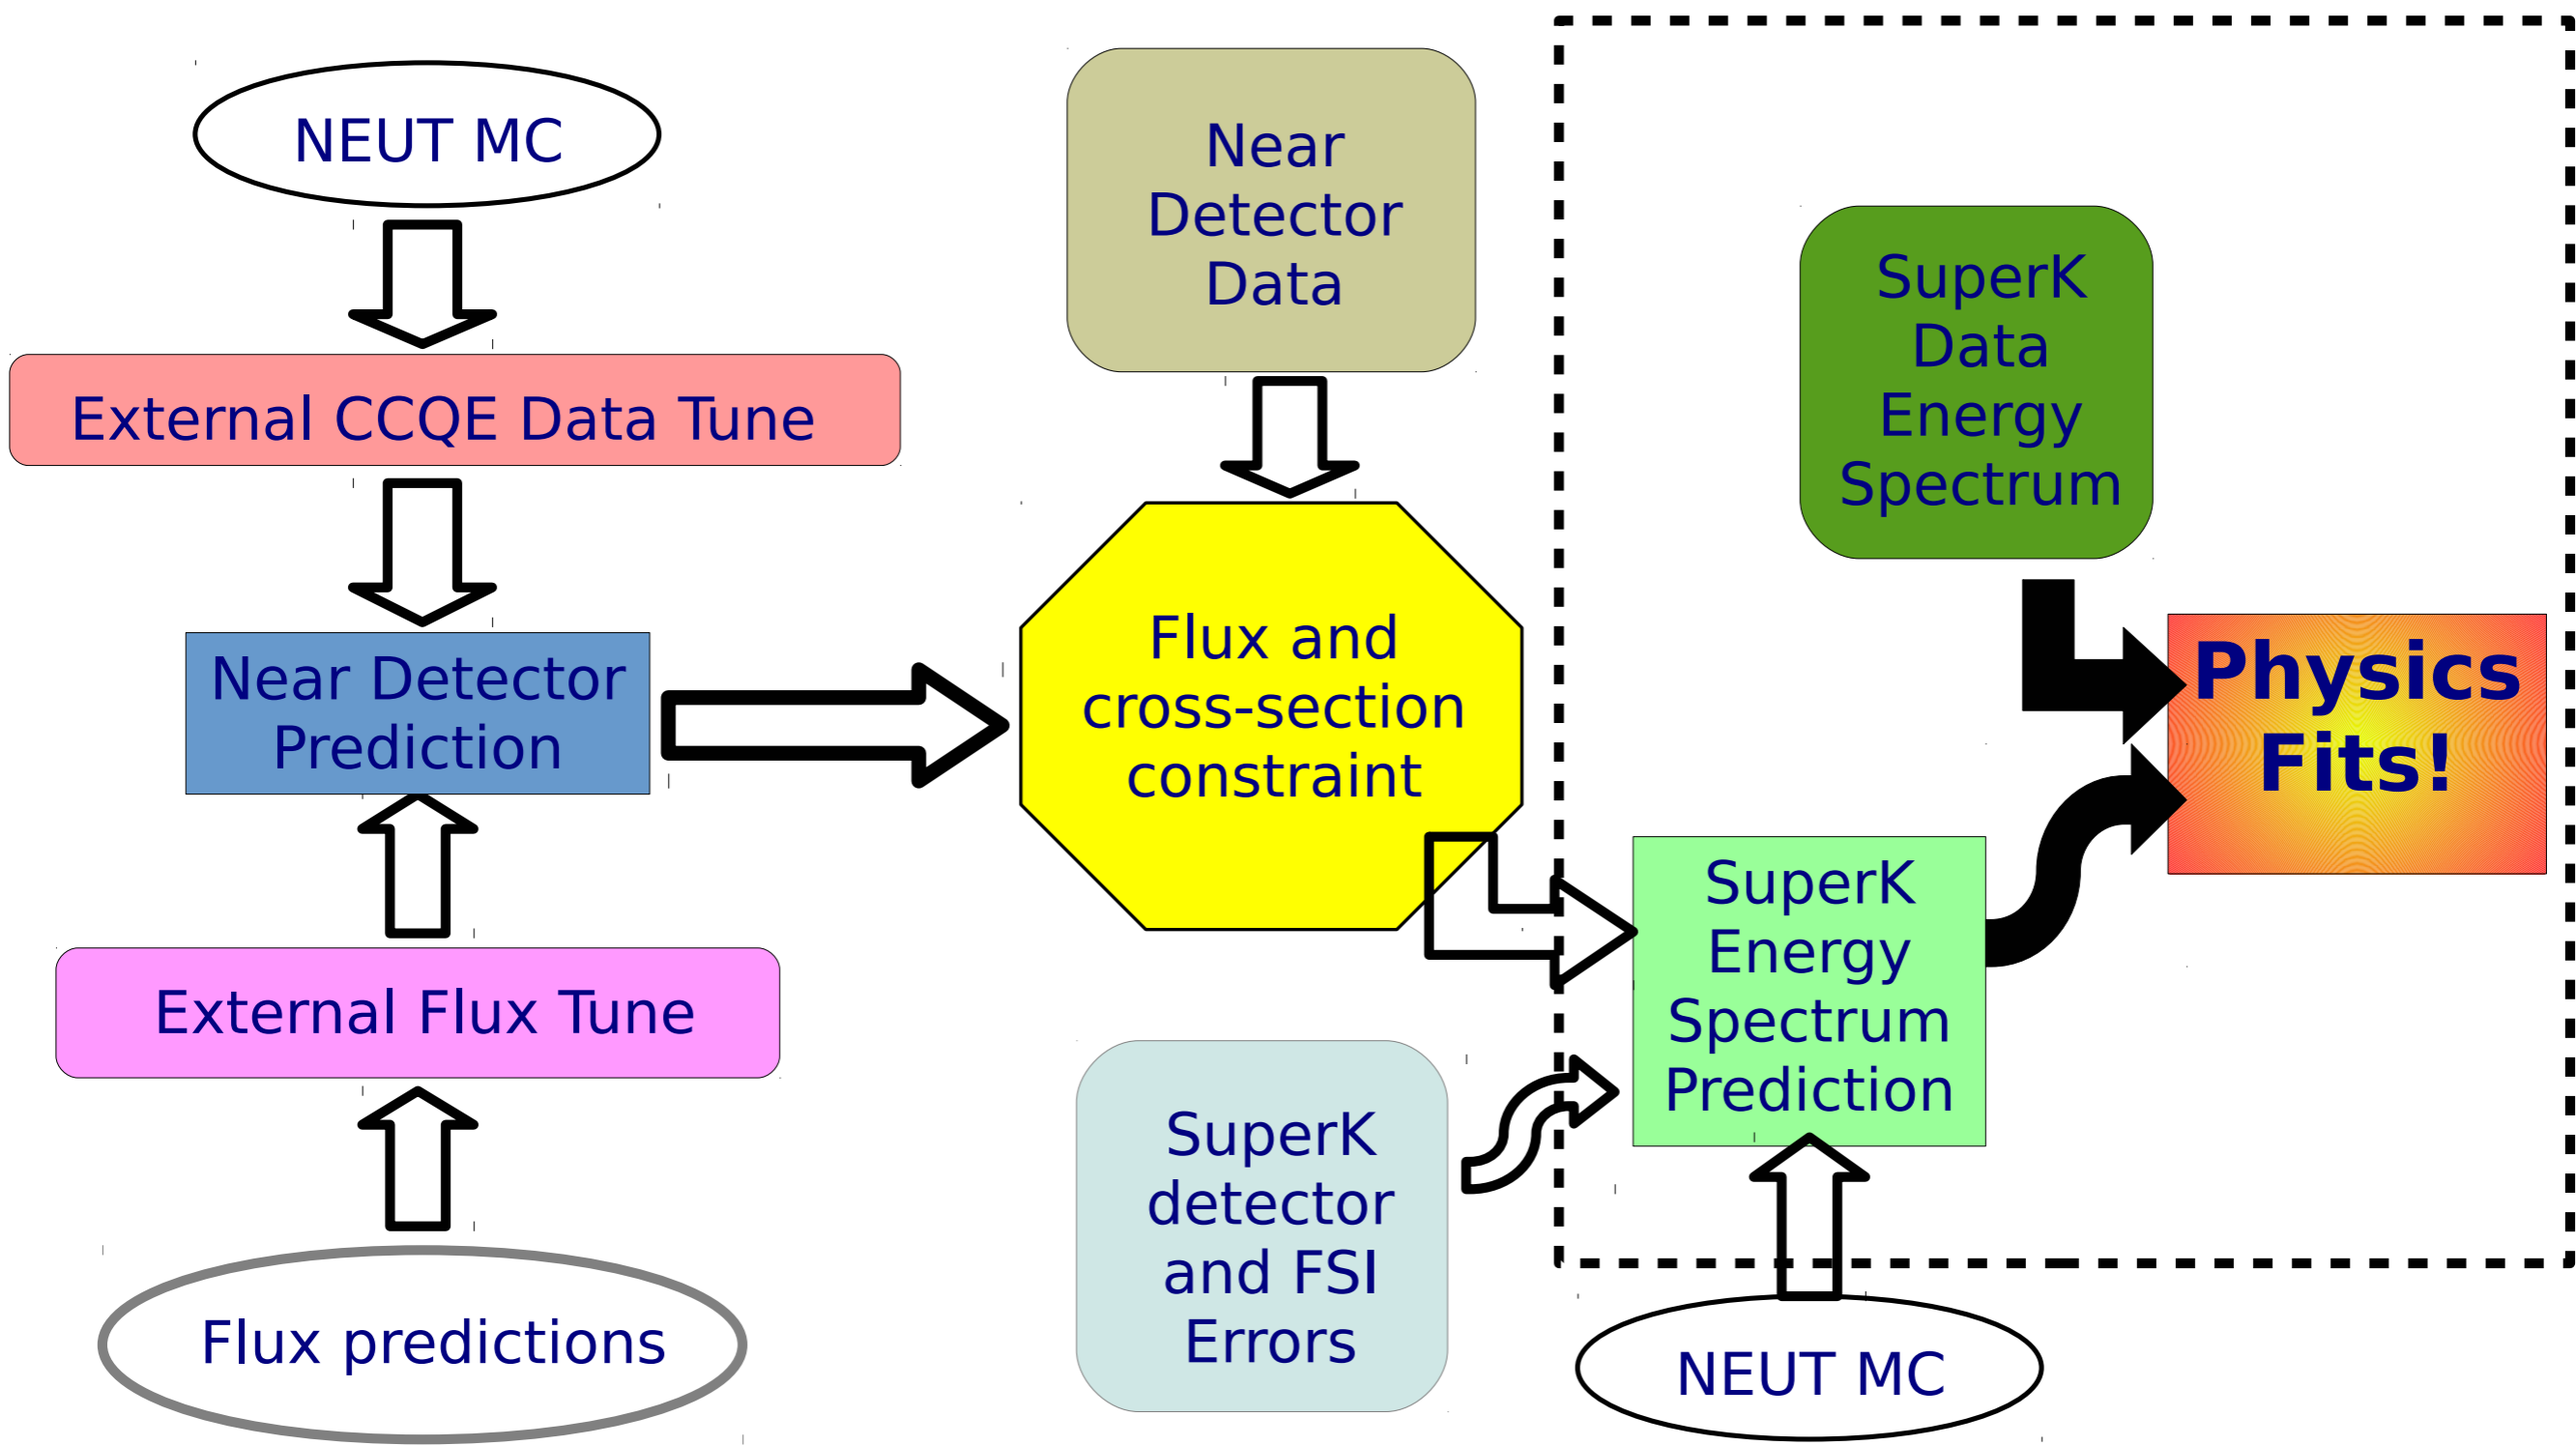 NEUT MC
External CCQE Data Tune
Near Detector
Prediction
External Flux Tune
Flux predictions
Near
Detector
Data
Flux and
cross-section
constraint
SuperK
detector
and FSI
Errors
SuperK
Data
Energy
Spectrum
Physics
Fits!
SuperK
Energy
Spectrum
Prediction
NEUT MC